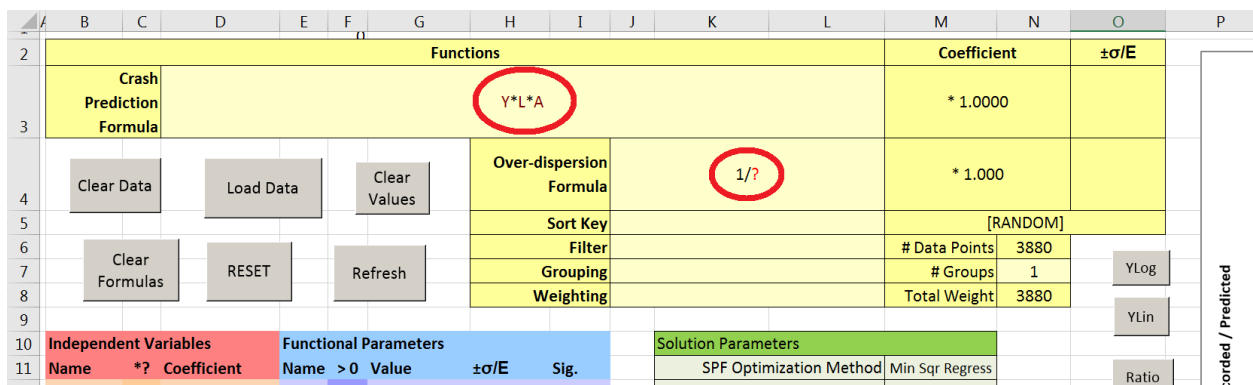 A B C D E F G H I J K L M N O P
2 Functions Coefficient ±σ/E
Crash
Prediction
Formula
3 Y*L*A * 1.0000
Over-dispersion
Formula
4 1/? * 1.000
Clear Data
Load Data
Clear
Values
5 Sort Key [RANDOM]
6 Filter # Data Points 3880
7 Grouping # Groups 1
8 Weighting Total Weight 3880
Clear
Formulas
RESET
Refresh
YLog
YLin
9
10 Independent Variables Functional Parameters Solution Parameters
11 Name *? Coefficient Name > 0 Value ±σ/E Sig. SPF Optimization Method Min Sqr Regress
Ratio
/ Predicted